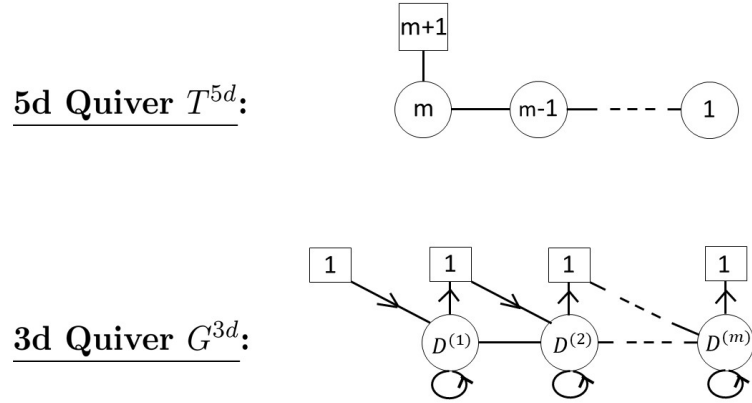 m+1
5d Quiver T^{5d}:
m m-1 1
1 1 1 1
3d Quiver G^{3d}:
D^{(1)} D^{(2)} D^{(m)}